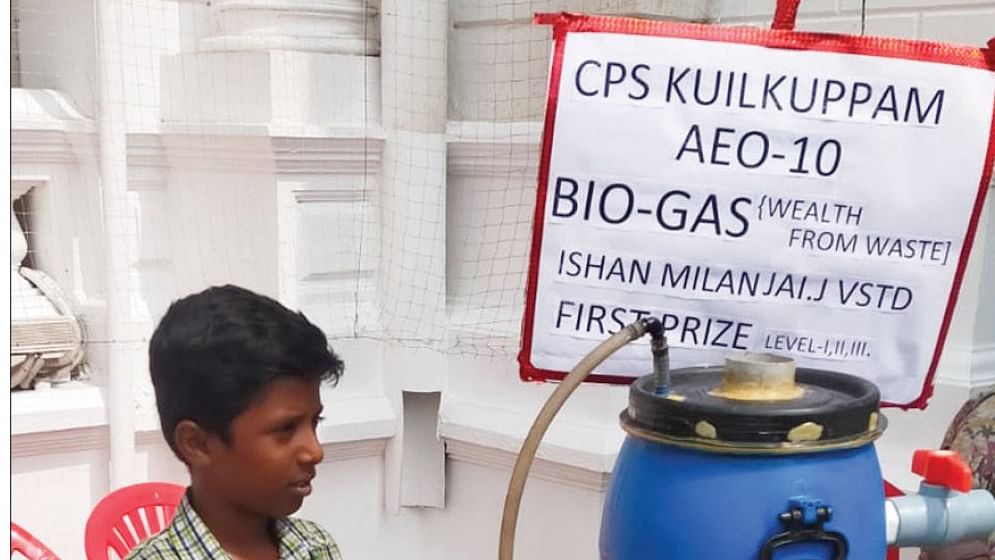 CPS KUILKUPPAM
AEO-10
BIO-GAS {WEALTH
FROM WASTE]
ISHAN MILANJAI.J VSTD
FIRST PRIZE LEVEL-I,II,III.